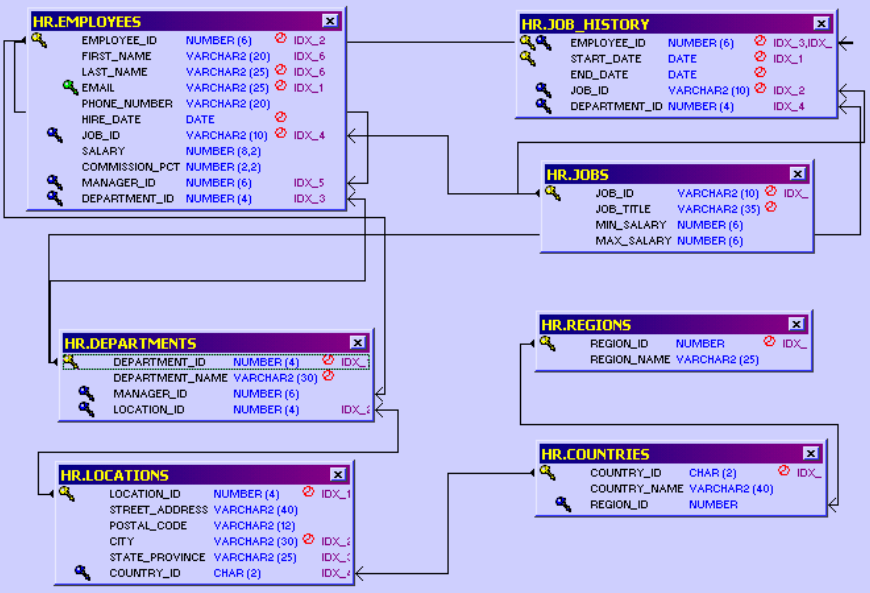 HR.EMPLOYEES
EMPLOYEE_ID NUMBER (6) IDX_2
FIRST_NAME VARCHAR2 (20) IDX_6
LAST_NAME VARCHAR2 (25) IDX_6
EMAIL VARCHAR2 (25) IDX_1
PHONE_NUMBER VARCHAR2 (20)
HIRE_DATE DATE
JOB_ID VARCHAR2 (10) IDX_4
SALARY NUMBER (8,2)
COMMISSION_PCT NUMBER (2,2)
MANAGER_ID NUMBER (6) IDX_5
DEPARTMENT_ID NUMBER (4) IDX_3
HR.JOB_HISTORY
EMPLOYEE_ID NUMBER (6) IDX_3,IDX_
START_DATE DATE IDX_1
END_DATE DATE
JOB_ID VARCHAR2 (10) IDX_2
DEPARTMENT_ID NUMBER (4) IDX_4
HR.JOBS
JOB_ID VARCHAR2 (10) IDX_
JOB_TITLE VARCHAR2 (35)
MIN_SALARY NUMBER (6)
MAX_SALARY NUMBER (6)
HR.DEPARTMENTS
DEPARTMENT_ID NUMBER (4) IDX_
DEPARTMENT_NAME VARCHAR2 (30)
MANAGER_ID NUMBER (6)
LOCATION_ID NUMBER (4) IDX_2
HR.REGIONS
REGION_ID NUMBER IDX_
REGION_NAME VARCHAR2 (25)
HR.LOCATIONS
LOCATION_ID NUMBER (4) IDX_1
STREET_ADDRESS VARCHAR2 (40)
POSTAL_CODE VARCHAR2 (12)
CITY VARCHAR2 (30) IDX_2
STATE_PROVINCE VARCHAR2 (25) IDX_3
COUNTRY_ID CHAR (2) IDX_4
HR.COUNTRIES
COUNTRY_ID CHAR (2) IDX_
COUNTRY_NAME VARCHAR2 (40)
REGION_ID NUMBER